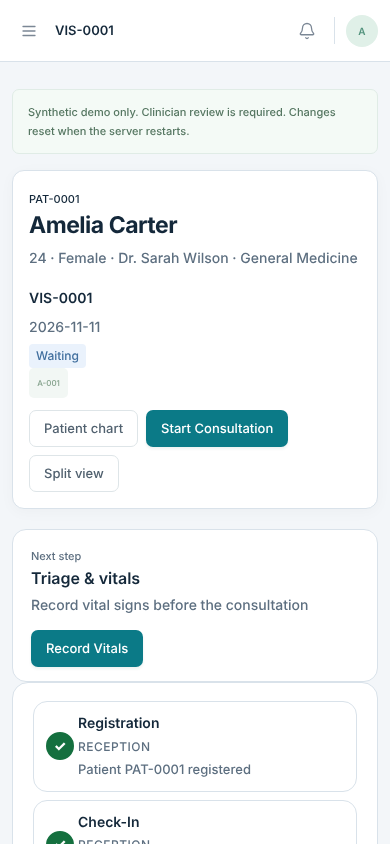 VIS-0001
A
Synthetic demo only. Clinician review is required. Changes
reset when the server restarts.
PAT-0001
Amelia Carter
24 · Female · Dr. Sarah Wilson · General Medicine
VIS-0001
2026-11-11
Waiting
A-001
Patient chart
Start Consultation
Split view
Next step
Triage & vitals
Record vital signs before the consultation
Record Vitals
Registration
RECEPTION
Patient PAT-0001 registered
Check-In
RECEPTION